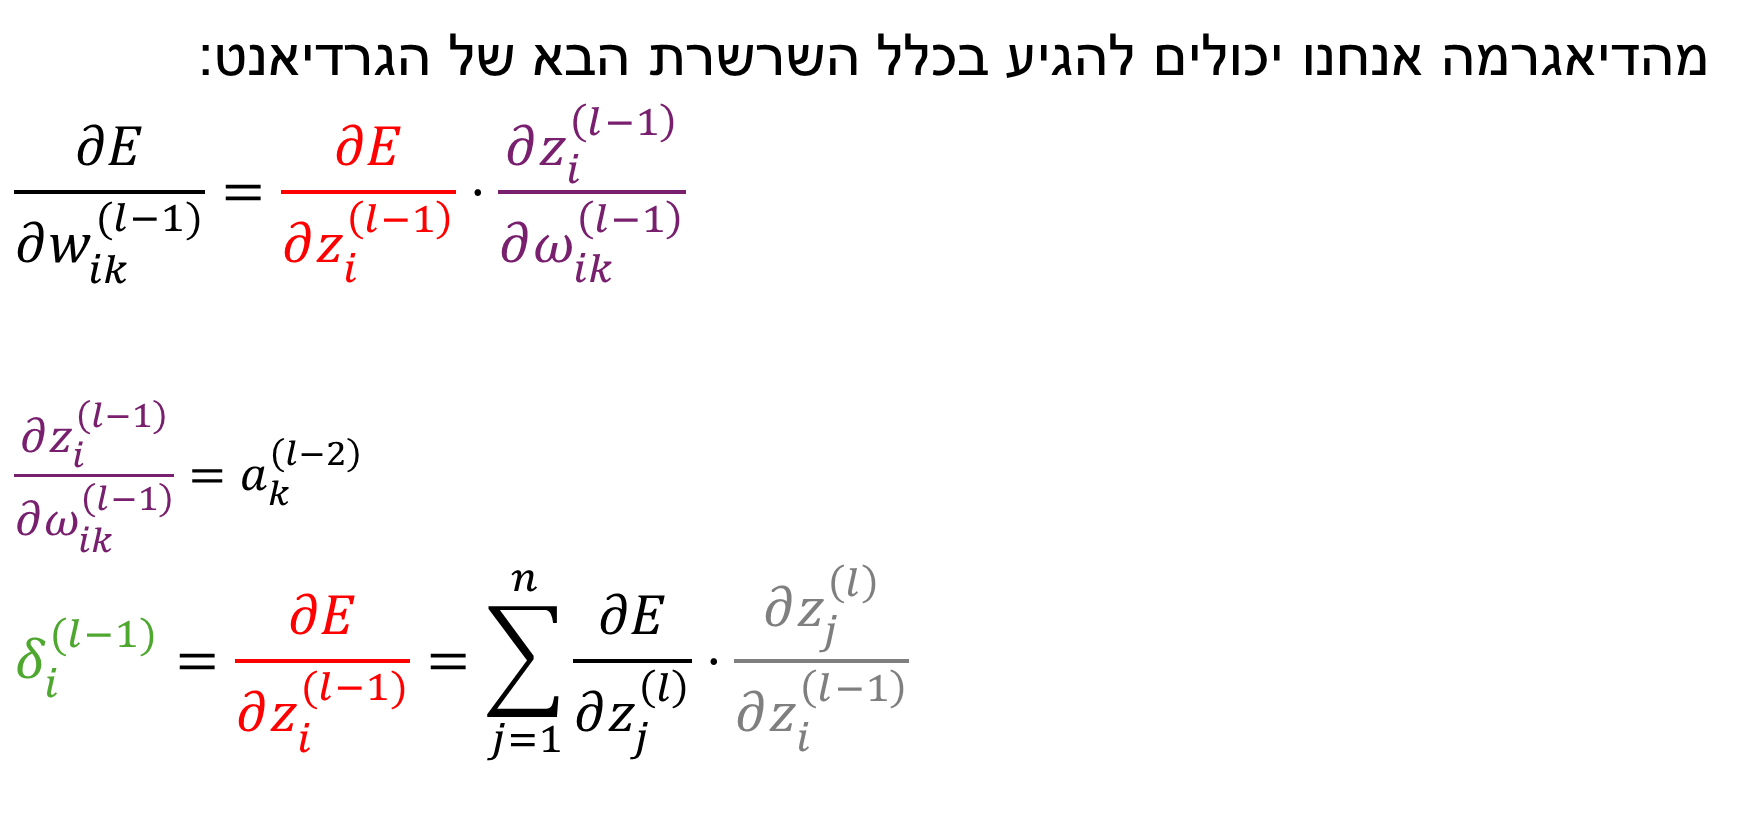 מהדיאגרמה אנחנו יכולים להגיע בכלל השרשרת הבא של הגרדיאנט:
∂E/∂w_{ik}^{(l−1)} = ∂E/∂z_i^{(l−1)} · ∂z_i^{(l−1)}/∂ω_{ik}^{(l−1)}
∂z_i^{(l−1)}/∂ω_{ik}^{(l−1)} = a_k^{(l−2)}
δ_i^{(l−1)} = ∂E/∂z_i^{(l−1)} = ∑_{j=1}^{n} ∂E/∂z_j^{(l)} · ∂z_j^{(l)}/∂z_i^{(l−1)}